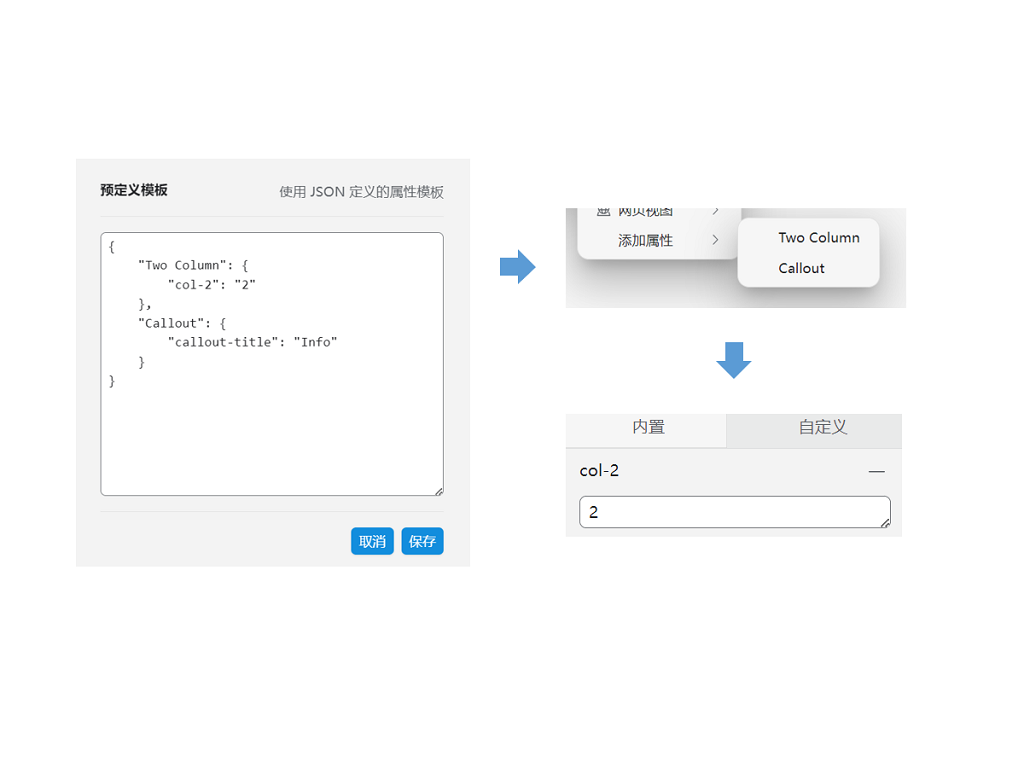 预定义模板
使用 JSON 定义的属性模板
{
"Two Column": {
"col-2": "2"
},
"Callout": {
"callout-title": "Info"
}
}
取消
保存
网页视图
添加属性
Two Column
Callout
内置
自定义
col-2
2